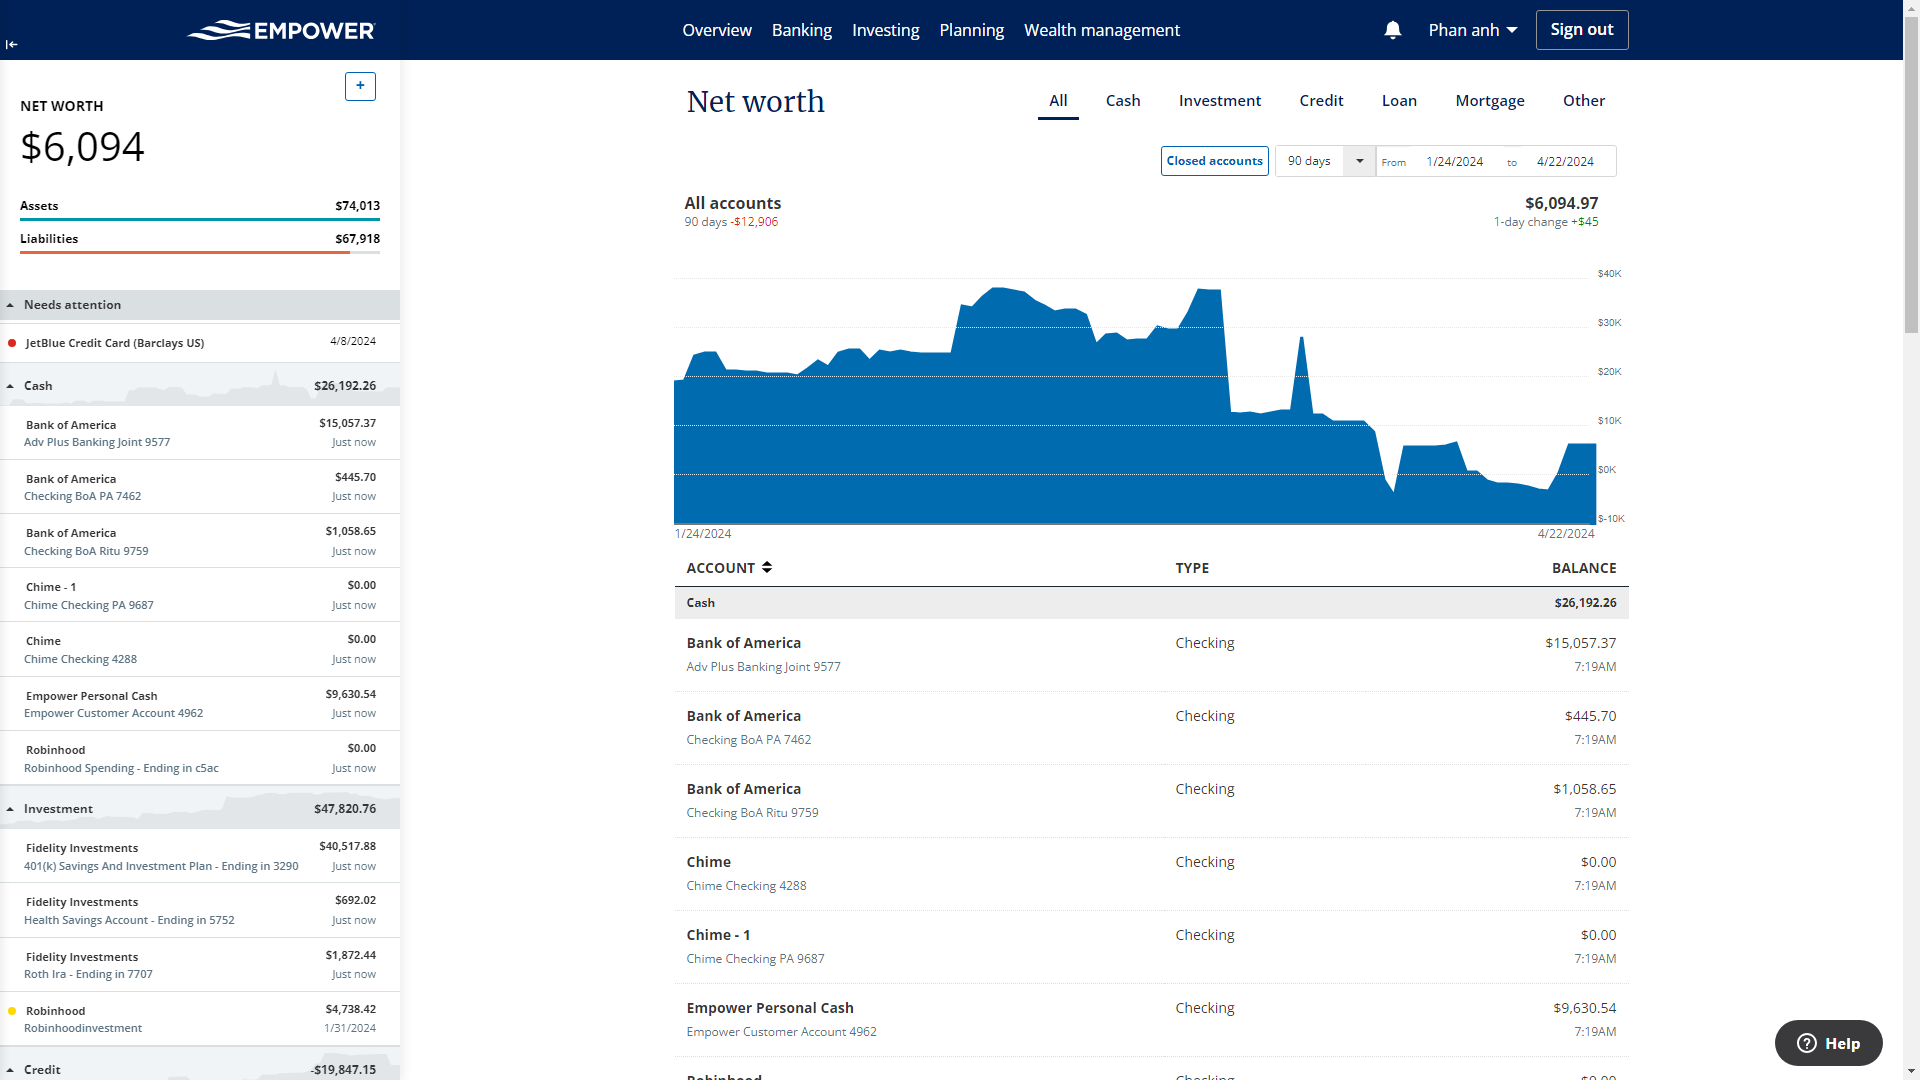 EMPOWER
Overview Banking Investing Planning Wealth management Phan anh Sign out
+
NET WORTH
$6,094
Assets $74,013
Liabilities $67,918
Needs attention
JetBlue Credit Card (Barclays US) 4/8/2024
Cash $26,192.26
Bank of America $15,057.37
Adv Plus Banking Joint 9577 Just now
Bank of America $445.70
Checking BoA PA 7462 Just now
Bank of America $1,058.65
Checking BoA Ritu 9759 Just now
Chime - 1 $0.00
Chime Checking PA 9687 Just now
Chime $0.00
Chime Checking 4288 Just now
Empower Personal Cash $9,630.54
Empower Customer Account 4962 Just now
Robinhood $0.00
Robinhood Spending - Ending in c5ac Just now
Investment $47,820.76
Fidelity Investments $40,517.88
401(k) Savings And Investment Plan - Ending in 3290 Just now
Fidelity Investments $692.02
Health Savings Account - Ending in 5752 Just now
Fidelity Investments $1,872.44
Roth Ira - Ending in 7707 Just now
Robinhood $4,738.42
Robinhoodinvestment 1/31/2024
Credit -$19,847.15
Net worth
All Cash Investment Credit Loan Mortgage Other
Closed accounts 90 days From 1/24/2024 to 4/22/2024
All accounts $6,094.97
90 days -$12,906 1-day change +$45
$40K
$30K
$20K
$10K
$0K
$-10K
1/24/2024 4/22/2024
ACCOUNT TYPE BALANCE
Cash $26,192.26
Bank of America Checking $15,057.37
Adv Plus Banking Joint 9577 7:19AM
Bank of America Checking $445.70
Checking BoA PA 7462 7:19AM
Bank of America Checking $1,058.65
Checking BoA Ritu 9759 7:19AM
Chime Checking $0.00
Chime Checking 4288 7:19AM
Chime - 1 Checking $0.00
Chime Checking PA 9687 7:19AM
Empower Personal Cash Checking $9,630.54
Empower Customer Account 4962 7:19AM
Robinhood Checking $0.00
Help